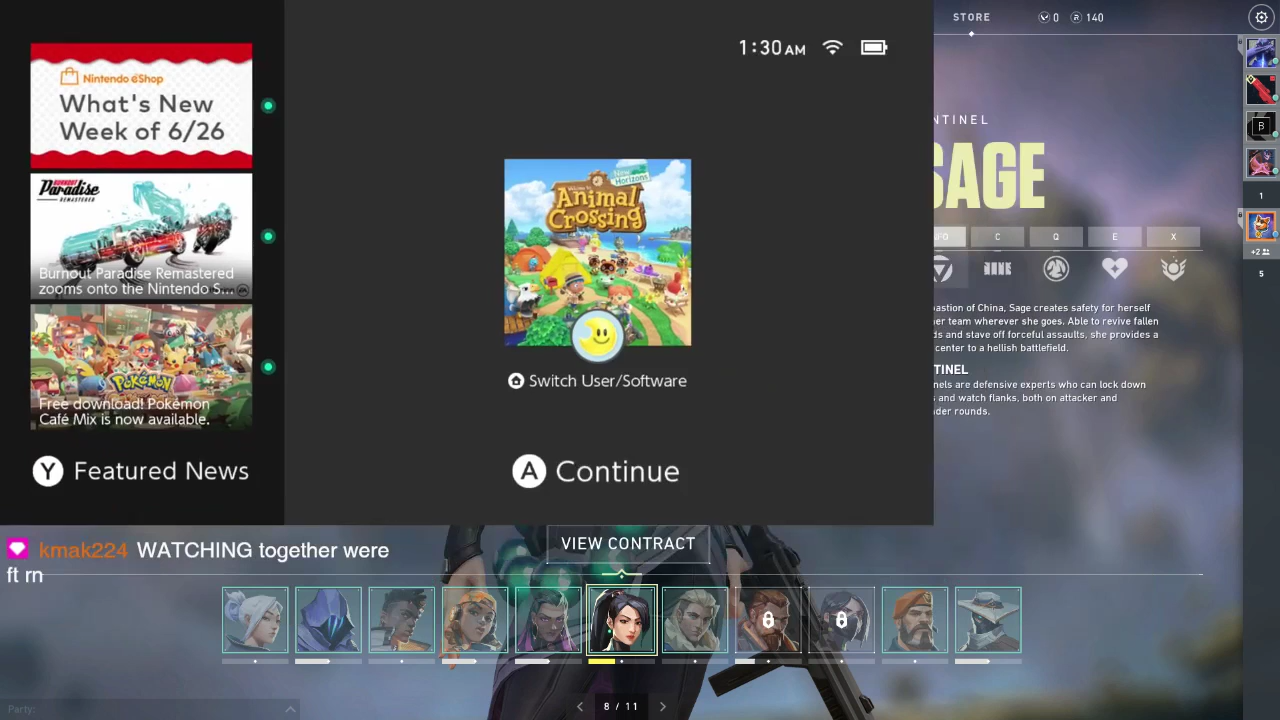 Nintendo eShop
What's New
Week of 6/26
BURNOUT
Paradise
REMASTERED
Burnout Paradise Remastered
zooms onto the Nintendo S...
Pokémon
Free download! Pokémon
Café Mix is now available.
Y Featured News
1:30 AM
Welcome to
Animal
Crossing
New
Horizons
Switch User/Software
A Continue
STORE
0
140
NTINEL
SAGE
FO
C
Q
E
X
astion of China, Sage creates safety for herself
er team wherever she goes. Able to revive fallen
ds and stave off forceful assaults, she provides a
center to a hellish battlefield.
TINEL
nels are defensive experts who can lock down
s and watch flanks, both on attacker and
nder rounds.
B
1
+2
5
kmak224 WATCHING together were
ft rn
VIEW CONTRACT
8 / 11
Party: